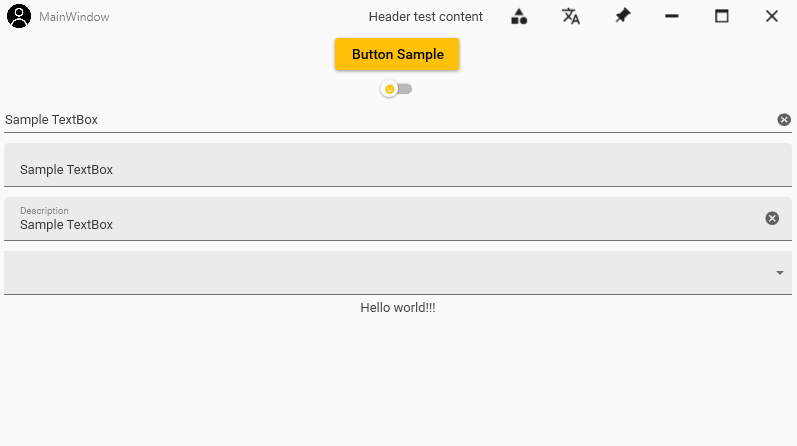 MainWindow
Header test content
Button Sample
Sample TextBox
Sample TextBox
Description
Sample TextBox
Hello world!!!